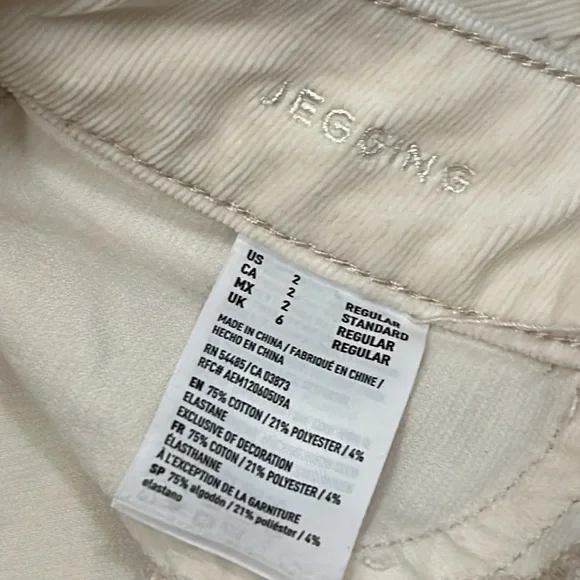 JEGGING
US 2 REGULAR
CA 2 STANDARD
MX 2 REGULAR
UK 6 REGULAR
MADE IN CHINA / FABRIQUÉ EN CHINE /
HECHO EN CHINA
RN 54485/CA 03873
RFC# AEM120605U9A
EN 75% COTTON / 21% POLYESTER / 4%
ELASTANE
EXCLUSIVE OF DECORATION
FR 75% COTON / 21% POLYESTER / 4%
ÉLASTHANNE
À L'EXCEPTION DE LA GARNITURE
SP 75% algodón / 21% poliéster / 4%
elastano